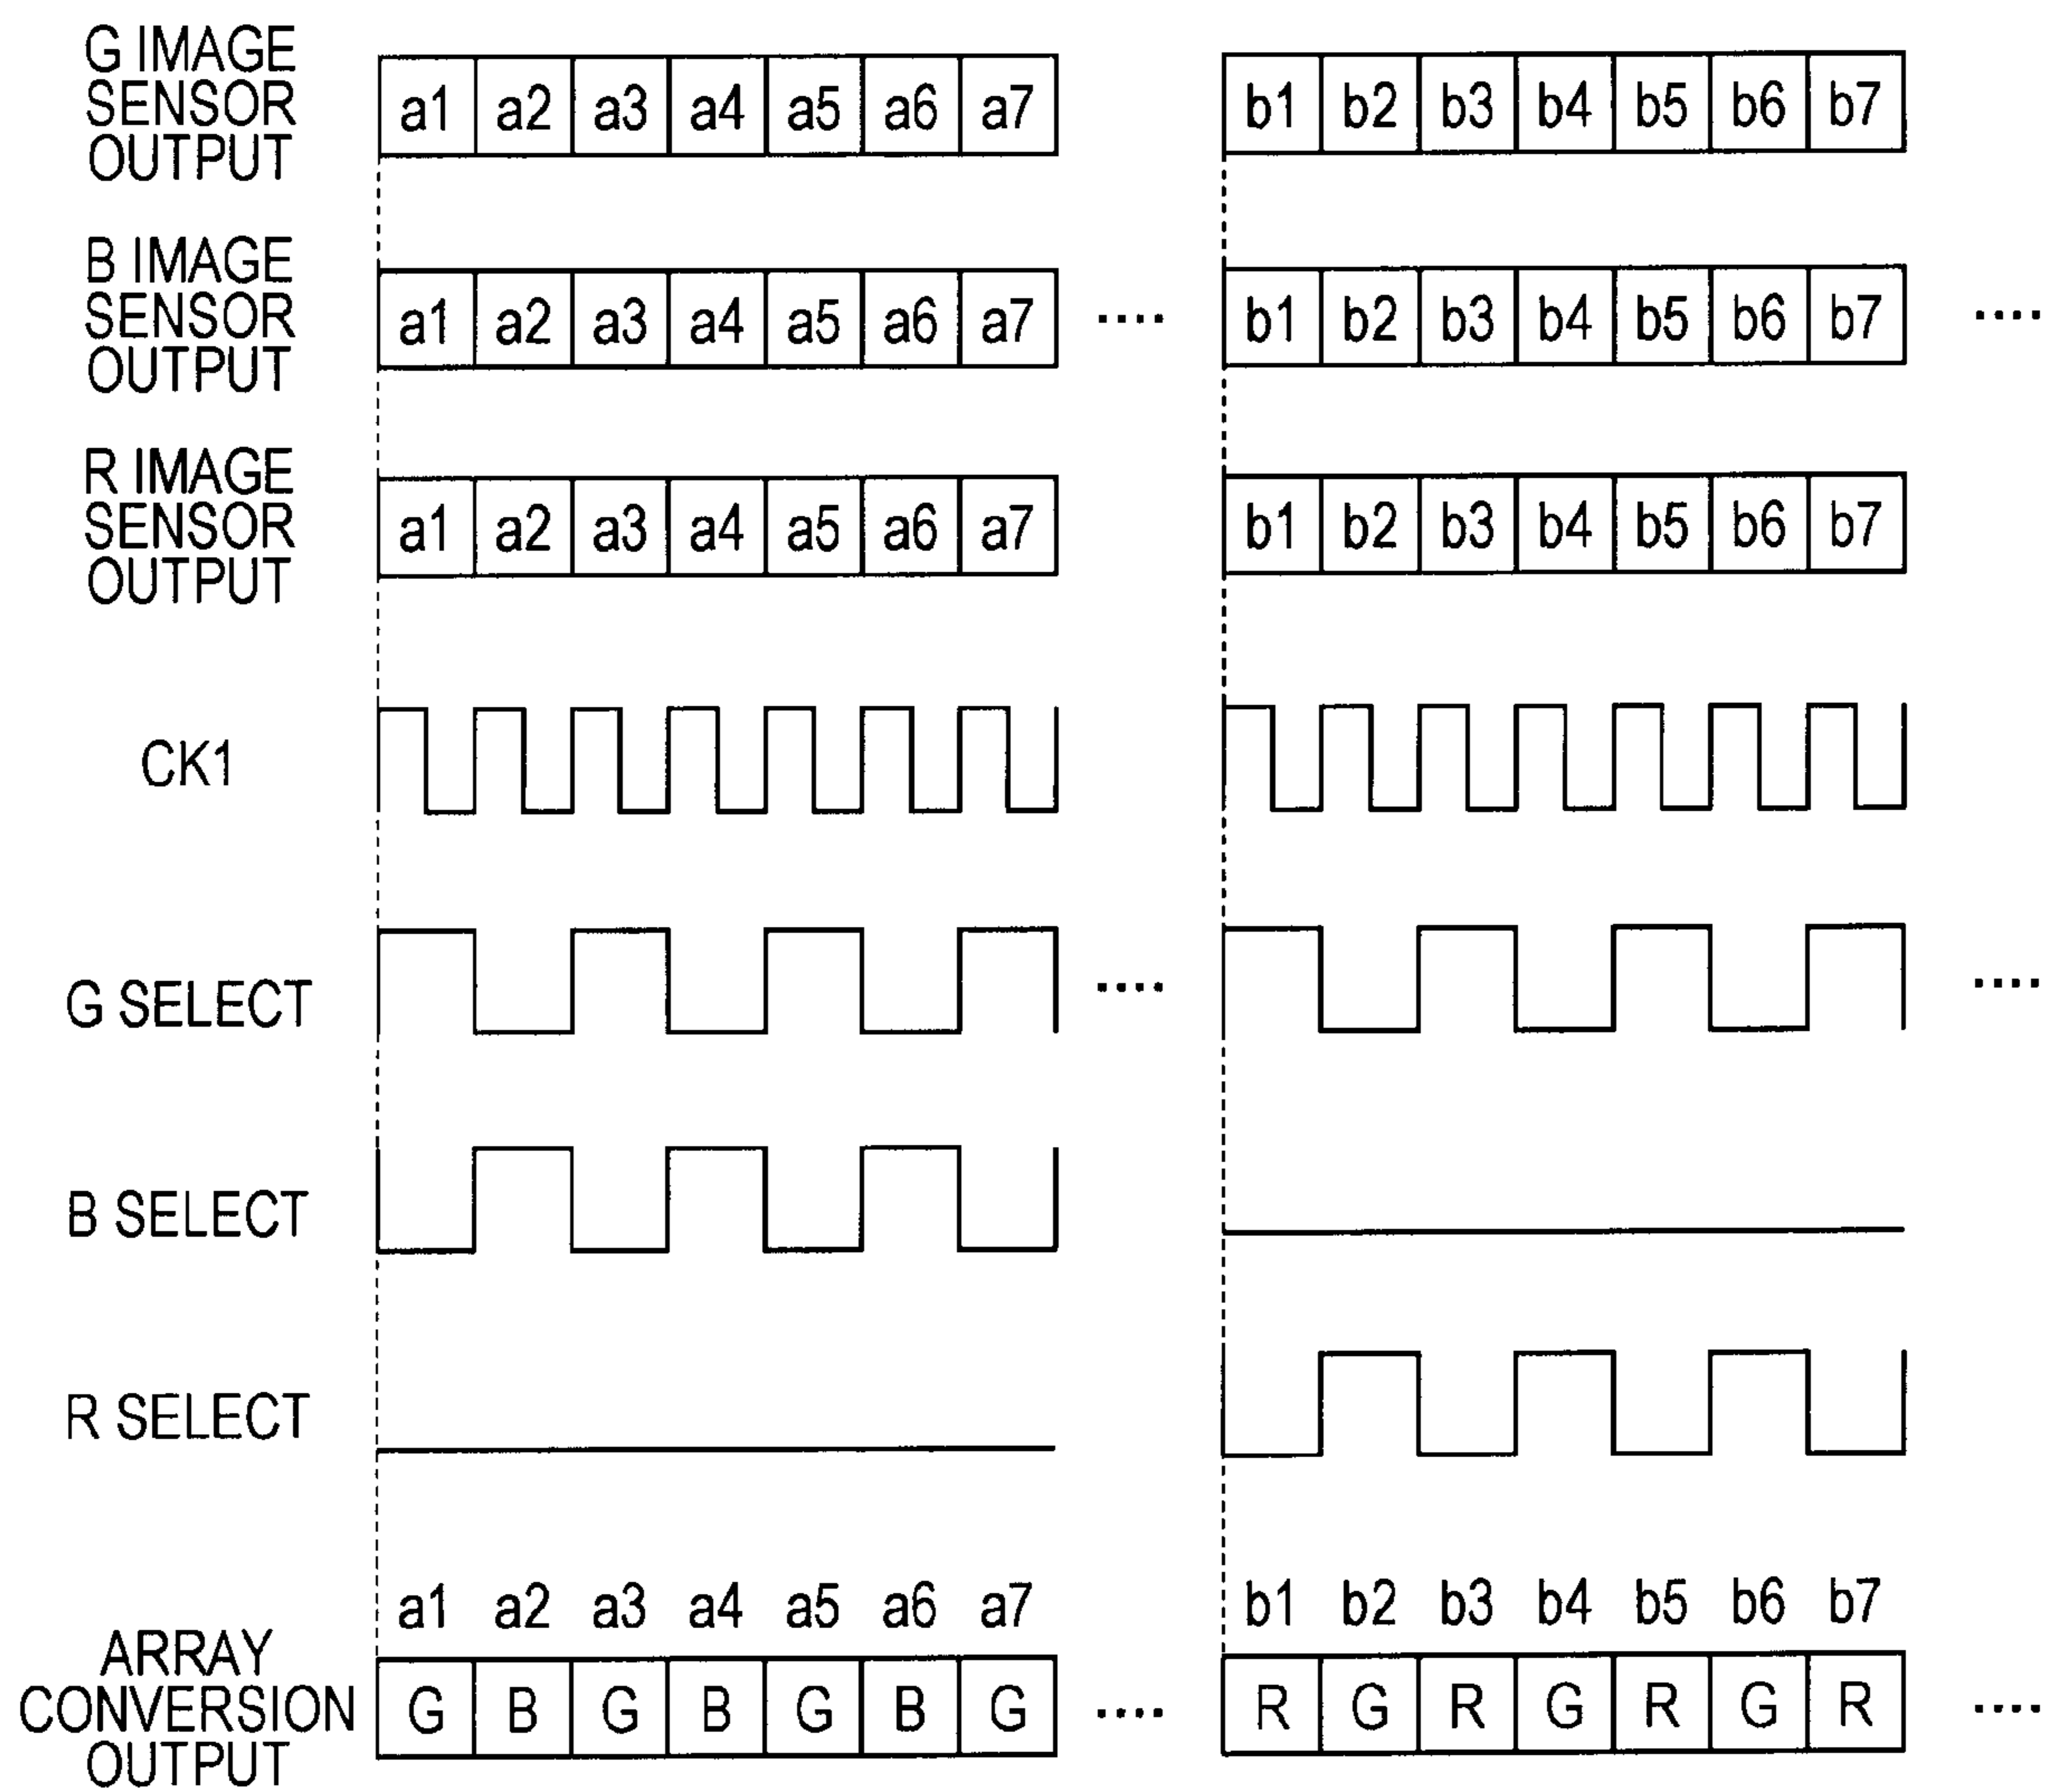 G IMAGE
SENSOR
OUTPUT
a1 a2 a3 a4 a5 a6 a7 b1 b2 b3 b4 b5 b6 b7
B IMAGE
SENSOR
OUTPUT
a1 a2 a3 a4 a5 a6 a7 .... b1 b2 b3 b4 b5 b6 b7 ....
R IMAGE
SENSOR
OUTPUT
a1 a2 a3 a4 a5 a6 a7 b1 b2 b3 b4 b5 b6 b7
CK1
G SELECT .... ....
B SELECT
R SELECT
a1 a2 a3 a4 a5 a6 a7 b1 b2 b3 b4 b5 b6 b7
ARRAY
CONVERSION
OUTPUT
G B G B G B G .... R G R G R G R ....